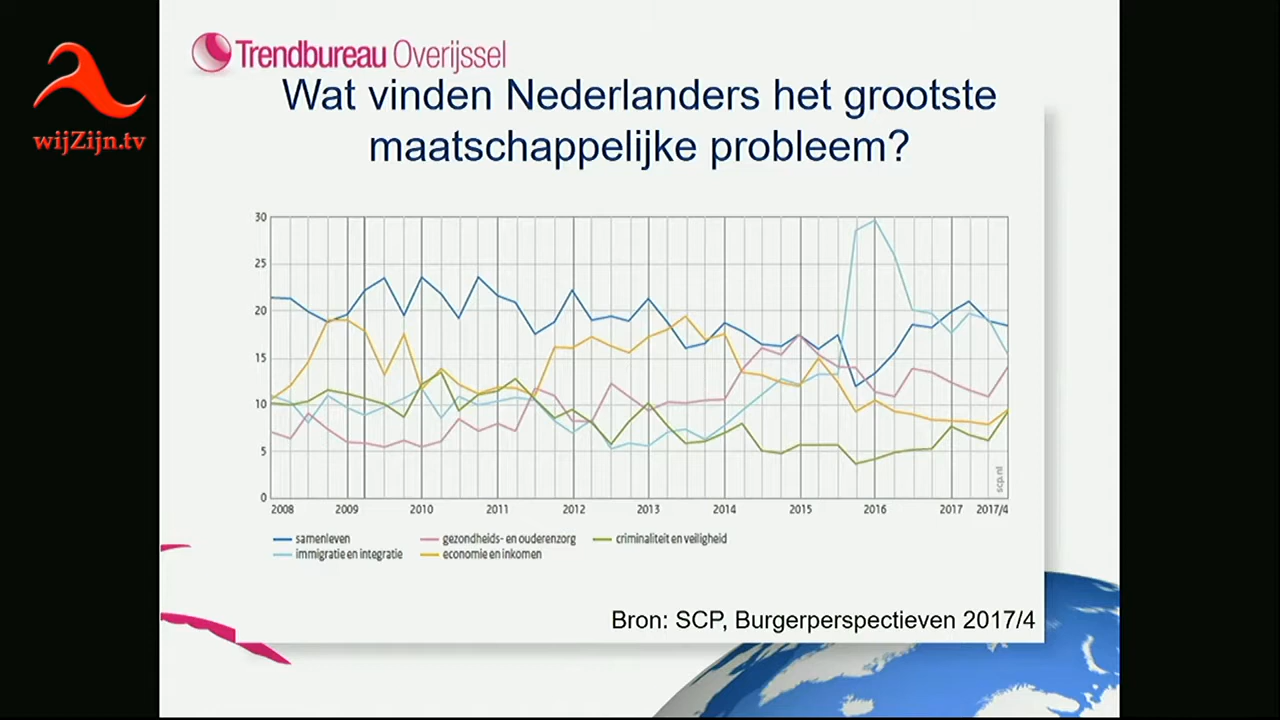 wijZijn.tv
Trendbureau Overijssel
Wat vinden Nederlanders het grootste
maatschappelijke probleem?
30
25
20
15
10
5
0
2008 2009 2010 2011 2012 2013 2014 2015 2016 2017 2017/4
scp.nl
samenleven gezondheids- en ouderenzorg criminaliteit en veiligheid
immigratie en integratie economie en inkomen
Bron: SCP, Burgerperspectieven 2017/4